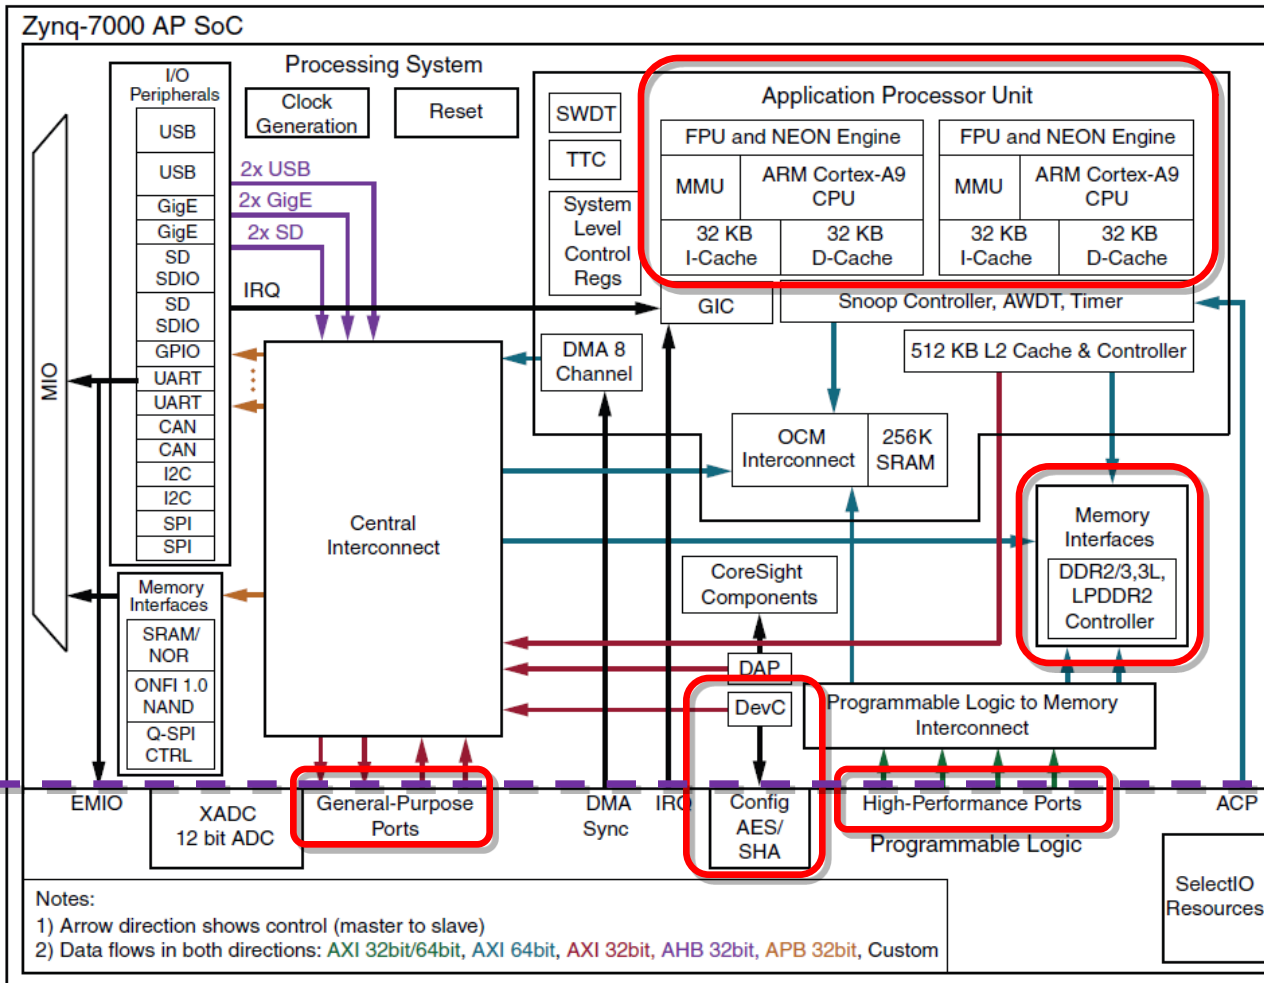 Zynq-7000 AP SoC
Processing System
I/O
Peripherals
USB
USB
GigE
GigE
SD
SDIO
SD
SDIO
GPIO
UART
UART
CAN
CAN
I2C
I2C
SPI
SPI
MIO
Memory
Interfaces
SRAM/
NOR
ONFI 1.0
NAND
Q-SPI
CTRL
Clock
Generation
Reset
2x USB
2x GigE
2x SD
IRQ
SWDT
TTC
System
Level
Control
Regs
Application Processor Unit
FPU and NEON Engine
MMU
ARM Cortex-A9
CPU
32 KB
I-Cache
32 KB
D-Cache
FPU and NEON Engine
MMU
ARM Cortex-A9
CPU
32 KB
I-Cache
32 KB
D-Cache
GIC
Snoop Controller, AWDT, Timer
DMA 8
Channel
512 KB L2 Cache & Controller
OCM
Interconnect
256K
SRAM
Central
Interconnect
CoreSight
Components
DAP
DevC
Memory
Interfaces
DDR2/3,3L,
LPDDR2
Controller
Programmable Logic to Memory
Interconnect
EMIO
XADC
12 bit ADC
General-Purpose
Ports
DMA
Sync
IRQ
Config
AES/
SHA
High-Performance Ports
ACP
Programmable Logic
SelectIO
Resources
Notes:
1) Arrow direction shows control (master to slave)
2) Data flows in both directions: AXI 32bit/64bit, AXI 64bit, AXI 32bit, AHB 32bit, APB 32bit, Custom